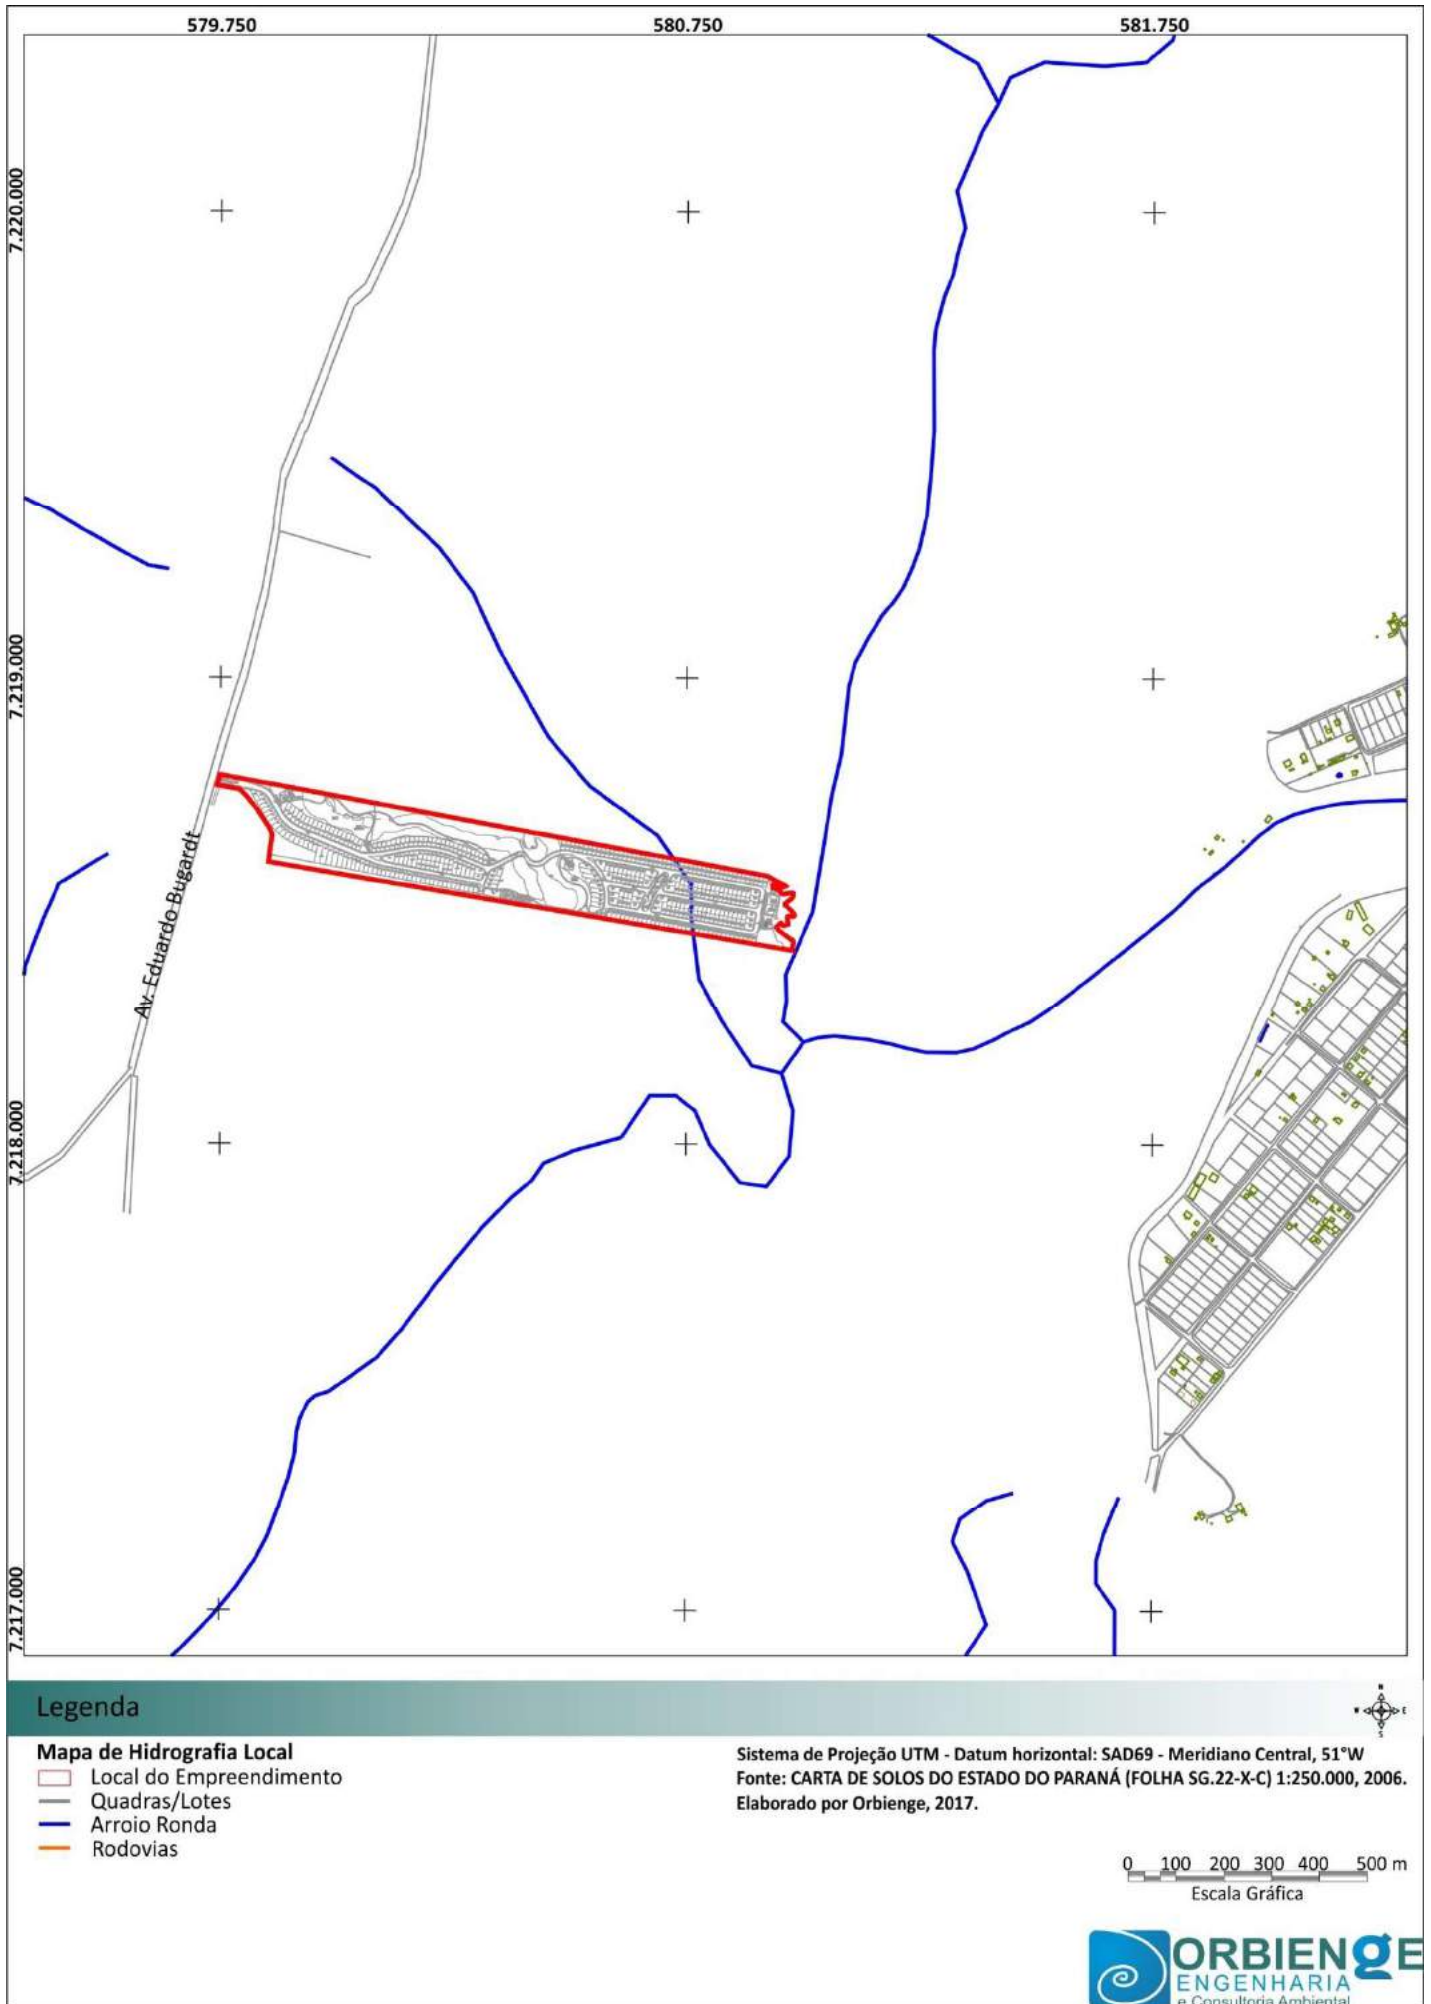 579.750 580.750 581.750
7.220.000
7.219.000
7.218.000
7.217.000
Av. Eduardo Bugardt
Legenda
N
W E
S
Mapa de Hidrografia Local
Local do Empreendimento
Quadras/Lotes
Arroio Ronda
Rodovias
Sistema de Projeção UTM - Datum horizontal: SAD69 - Meridiano Central, 51°W
Fonte: CARTA DE SOLOS DO ESTADO DO PARANÁ (FOLHA SG.22-X-C) 1:250.000, 2006.
Elaborado por Orbienge, 2017.
0 100 200 300 400 500 m
Escala Gráfica
ORBIENGE
ENGENHARIA
e Consultoria Ambiental